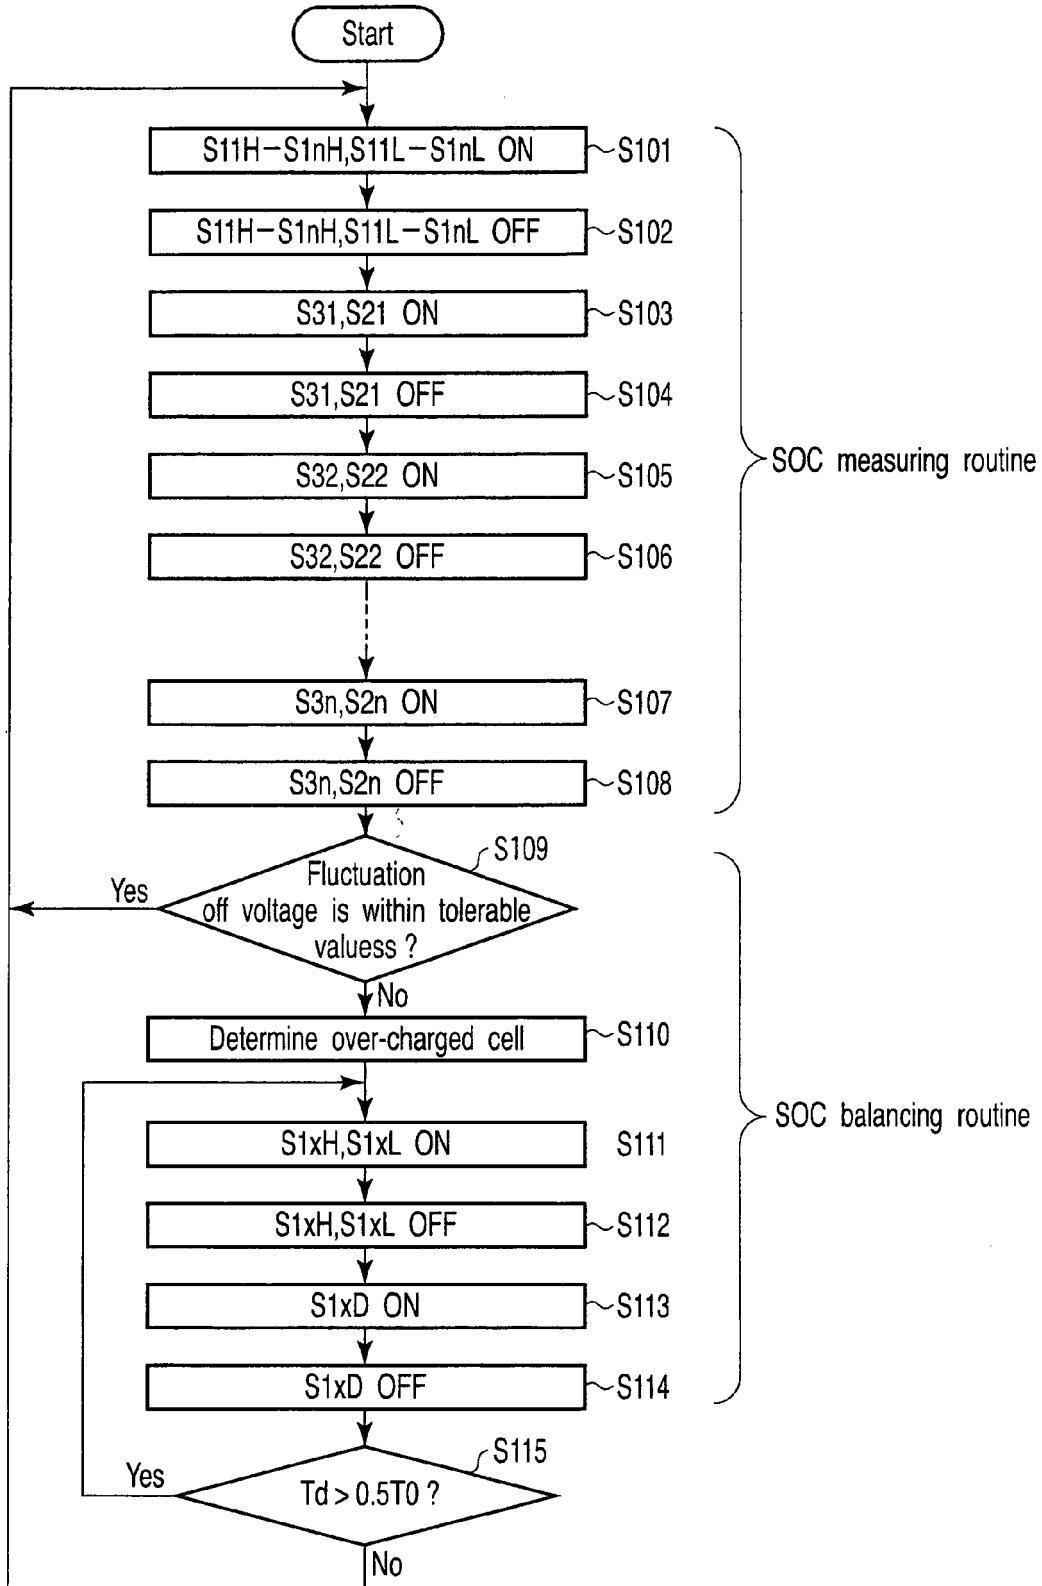 Start
S11H-S1nH,S11L-S1nL ON
S101
S11H-S1nH,S11L-S1nL OFF
S102
S31,S21 ON
S103
S31,S21 OFF
S104
S32,S22 ON
S105
SOC measuring routine
S32,S22 OFF
S106
S3n,S2n ON
S107
S3n,S2n OFF
S108
S109
Yes
Fluctuation
off voltage is within tolerable
valuess ?
No
Determine over-charged cell
S110
S1xH,S1xL ON
S111
SOC balancing routine
S1xH,S1xL OFF
S112
S1xD ON
S113
S1xD OFF
S114
S115
Yes
Td > 0.5T0 ?
No